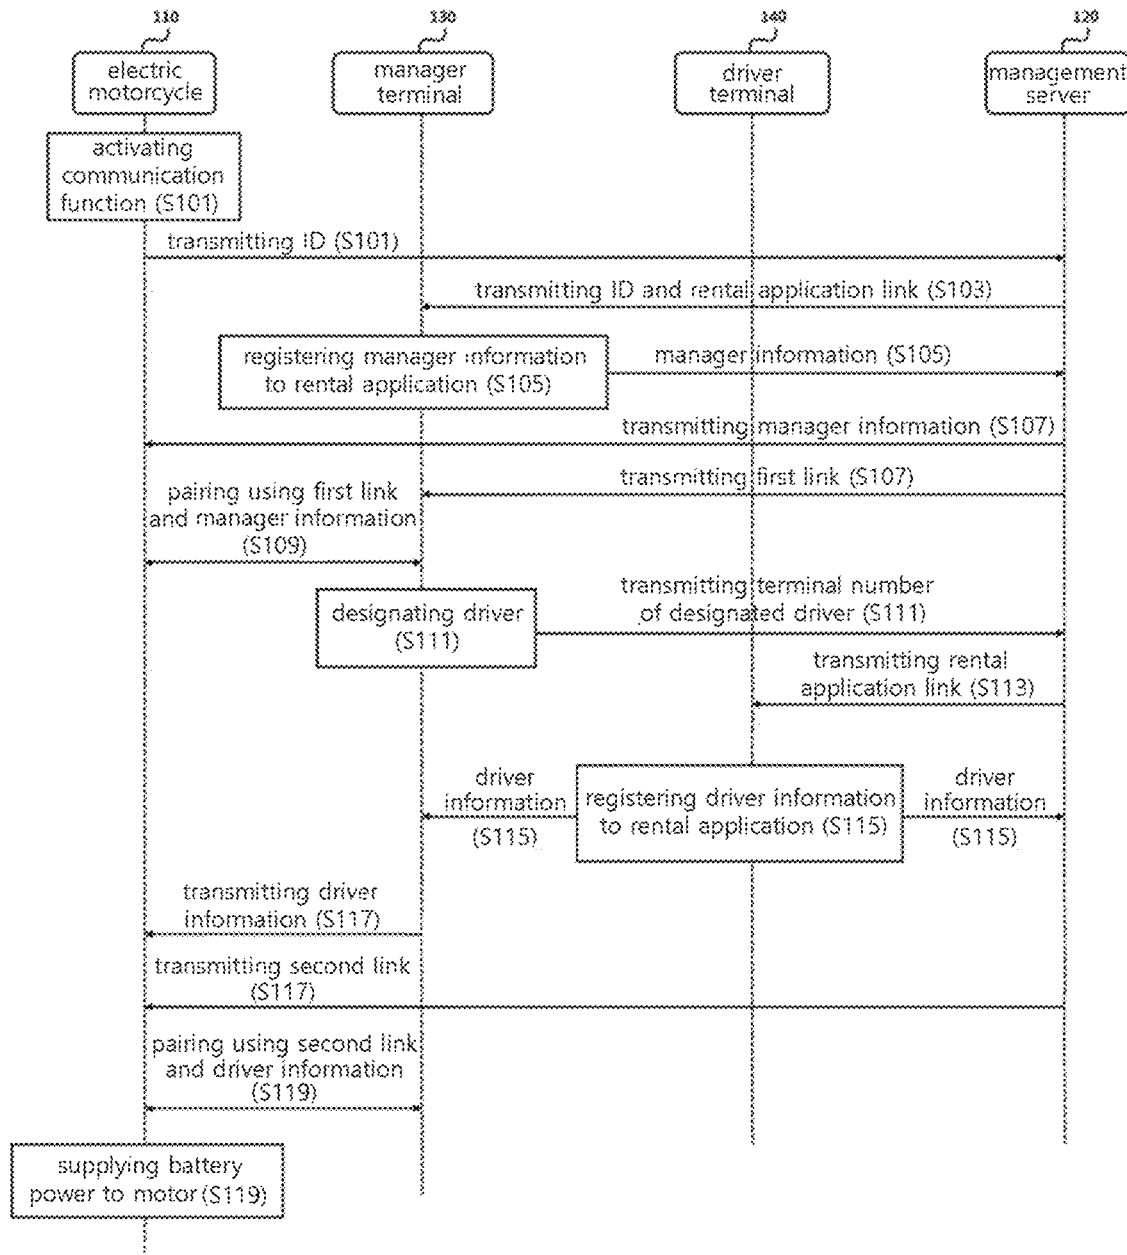 110
130
140
120
electric
motorcycle
manager
terminal
driver
terminal
management
server
activating
communication
function (S101)
transmitting ID (S101)
transmitting ID and rental application link (S103)
registering manager information
to rental application (S105)
manager information (S105)
transmitting manager information (S107)
transmitting first link (S107)
pairing using first link
and manager information
(S109)
designating driver
(S111)
transmitting terminal number
of designated driver (S111)
transmitting rental
application link (S113)
driver
information
(S115)
registering driver information
to rental application (S115)
driver
information
(S115)
transmitting driver
information (S117)
transmitting second link
(S117)
pairing using second link
and driver information
(S119)
supplying battery
power to motor (S119)